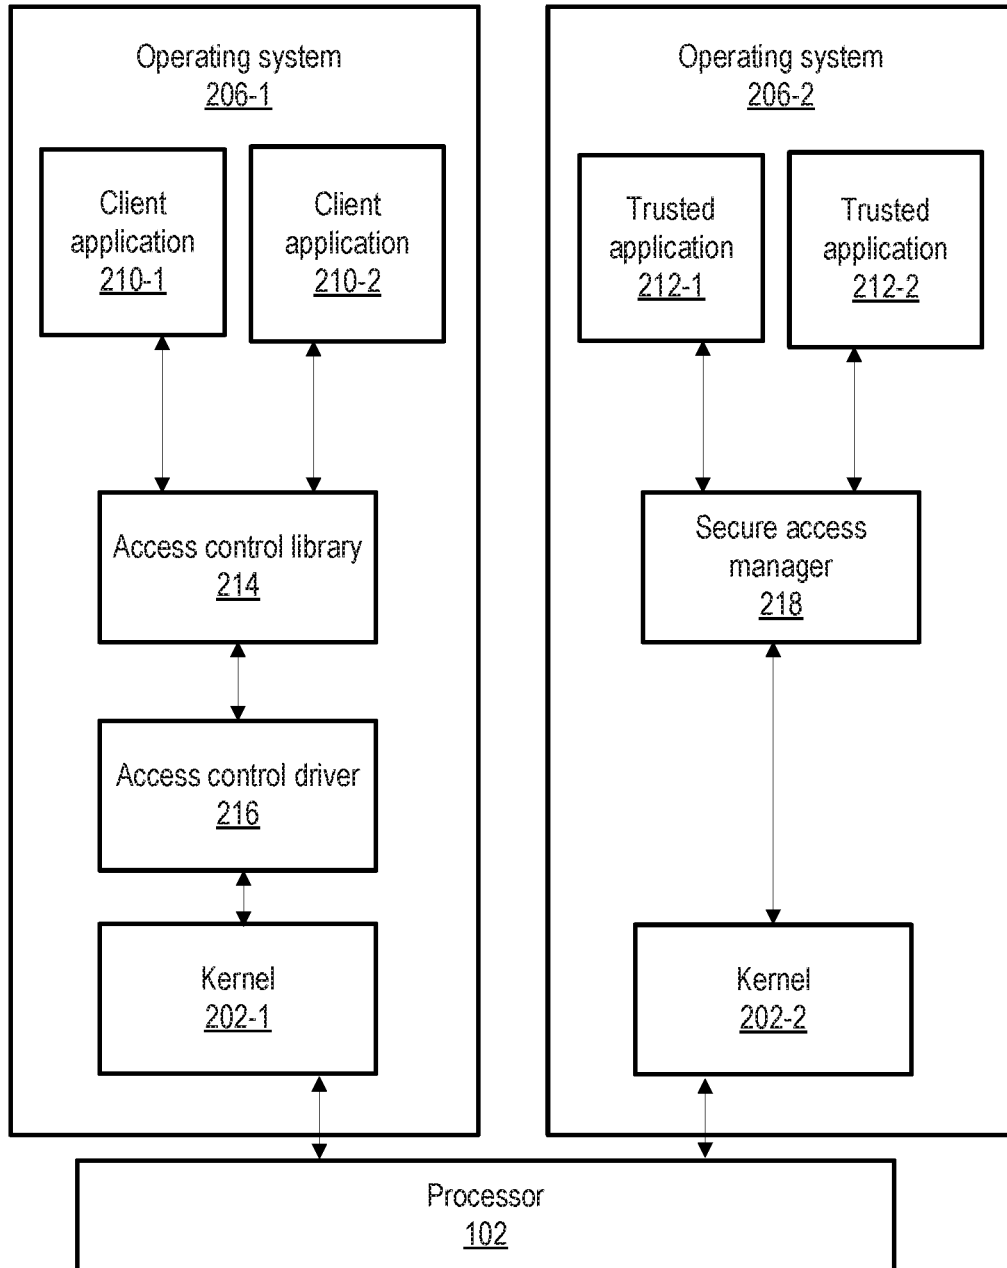 Operating system
206-1
Client
application
210-1
Client
application
210-2
Access control library
214
Access control driver
216
Kernel
202-1
Operating system
206-2
Trusted
application
212-1
Trusted
application
212-2
Secure access
manager
218
Kernel
202-2
Processor
102